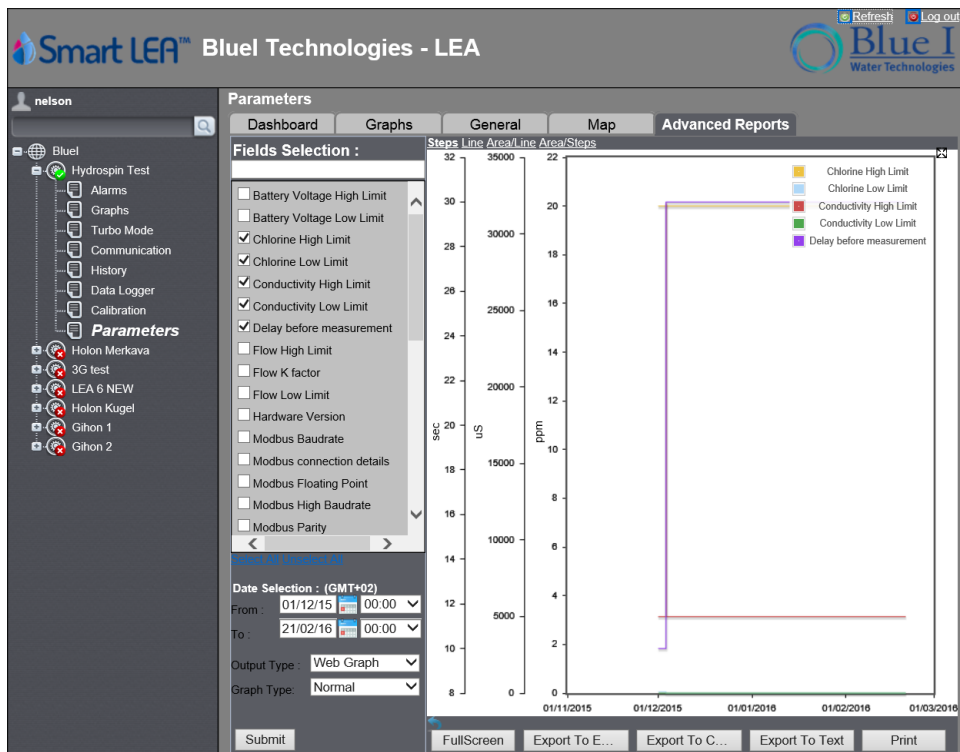 Refresh Log out
Smart LEA™ BlueI Technologies - LEA
Blue I
Water Technologies
nelson
BlueI
Hydrospin Test
Alarms
Graphs
Turbo Mode
Communication
History
Data Logger
Calibration
Parameters
Holon Merkava
3G test
LEA 6 NEW
Holon Kugel
Gihon 1
Gihon 2
Parameters
Dashboard Graphs General Map Advanced Reports
Fields Selection :
Battery Voltage High Limit
Battery Voltage Low Limit
Chlorine High Limit
Chlorine Low Limit
Conductivity High Limit
Conductivity Low Limit
Delay before measurement
Flow High Limit
Flow K factor
Flow Low Limit
Hardware Version
Modbus Baudrate
Modbus connection details
Modbus Floating Point
Modbus High Baudrate
Modbus Parity
Select All Unselect All
Date Selection : (GMT+02)
From : 01/12/15 00:00
To : 21/02/16 00:00
Output Type : Web Graph
Graph Type: Normal
Submit
Steps Line Area/Line Area/Steps
32
30
28
26
24
22
20
18
16
14
12
10
8
sec
35000
30000
25000
20000
15000
10000
5000
0
uS
22
20
18
16
14
12
10
8
6
4
2
0
ppm
Chlorine High Limit
Chlorine Low Limit
Conductivity High Limit
Conductivity Low Limit
Delay before measurement
01/11/2015 01/12/2015 01/01/2016 01/02/2016 01/03/2016
FullScreen Export To E... Export To C... Export To Text Print